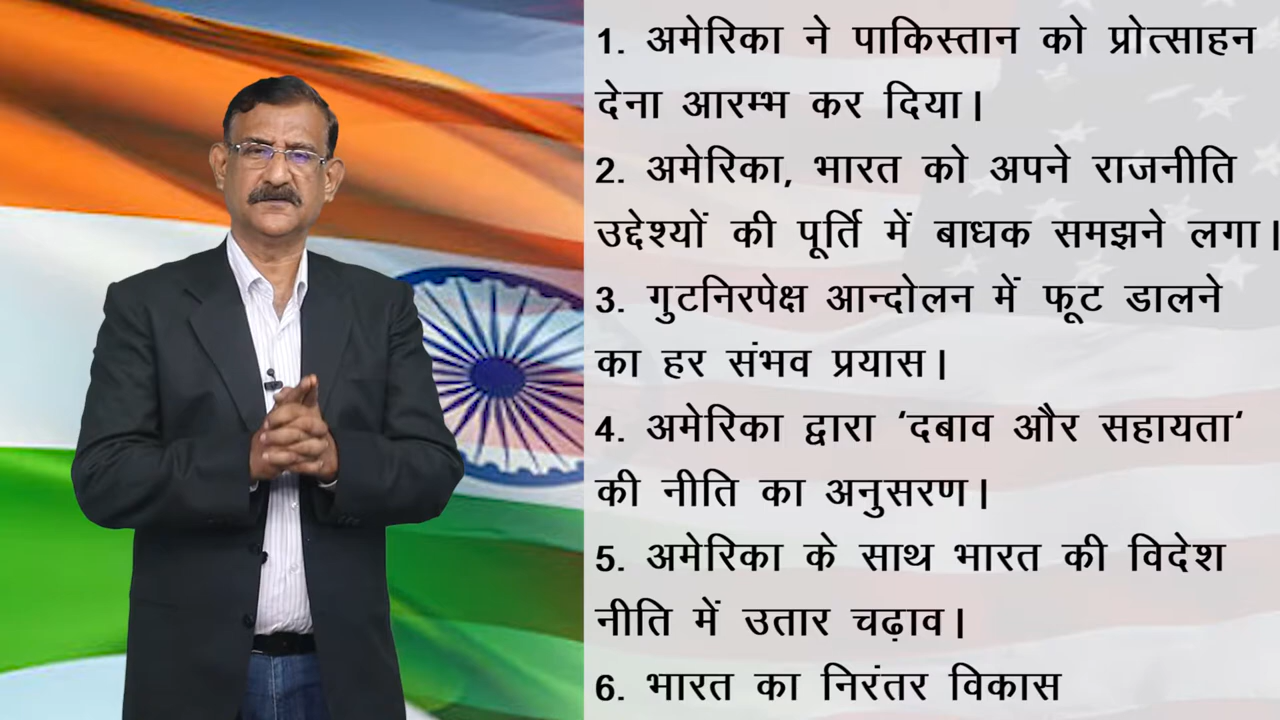 1. अमेरिका ने पाकिस्तान को प्रोत्साहन
देना आरम्भ कर दिया।
2. अमेरिका, भारत को अपने राजनीति
उद्देश्यों की पूर्ति में बाधक समझने लगा।
3. गुटनिरपेक्ष आन्दोलन में फूट डालने
का हर संभव प्रयास।
4. अमेरिका द्वारा ‘दबाव और सहायता‘
की नीति का अनुसरण।
5. अमेरिका के साथ भारत की विदेश
नीति में उतार चढ़ाव।
6. भारत का निरंतर विकास